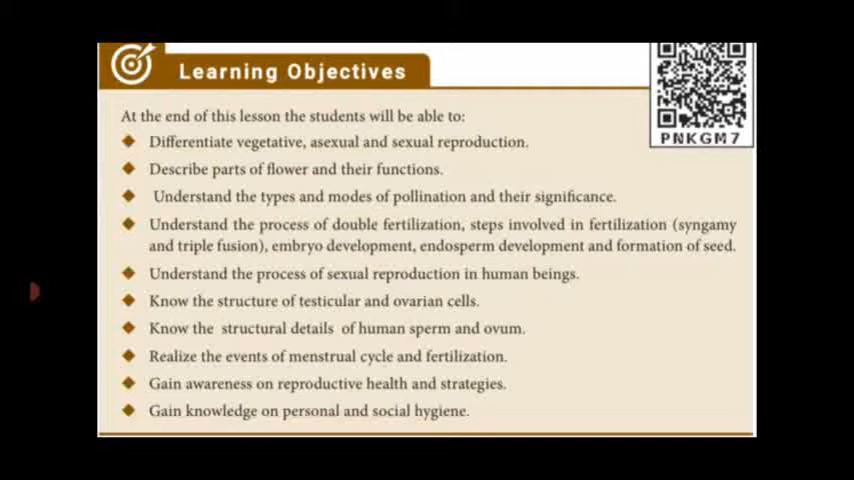 Learning Objectives
At the end of this lesson the students will be able to:
Differentiate vegetative, asexual and sexual reproduction.
Describe parts of flower and their functions.
Understand the types and modes of pollination and their significance.
Understand the process of double fertilization, steps involved in fertilization (syngamy
and triple fusion), embryo development, endosperm development and formation of seed.
Understand the process of sexual reproduction in human beings.
Know the structure of testicular and ovarian cells.
Know the structural details of human sperm and ovum.
Realize the events of menstrual cycle and fertilization.
Gain awareness on reproductive health and strategies.
Gain knowledge on personal and social hygiene.
PNKGM7